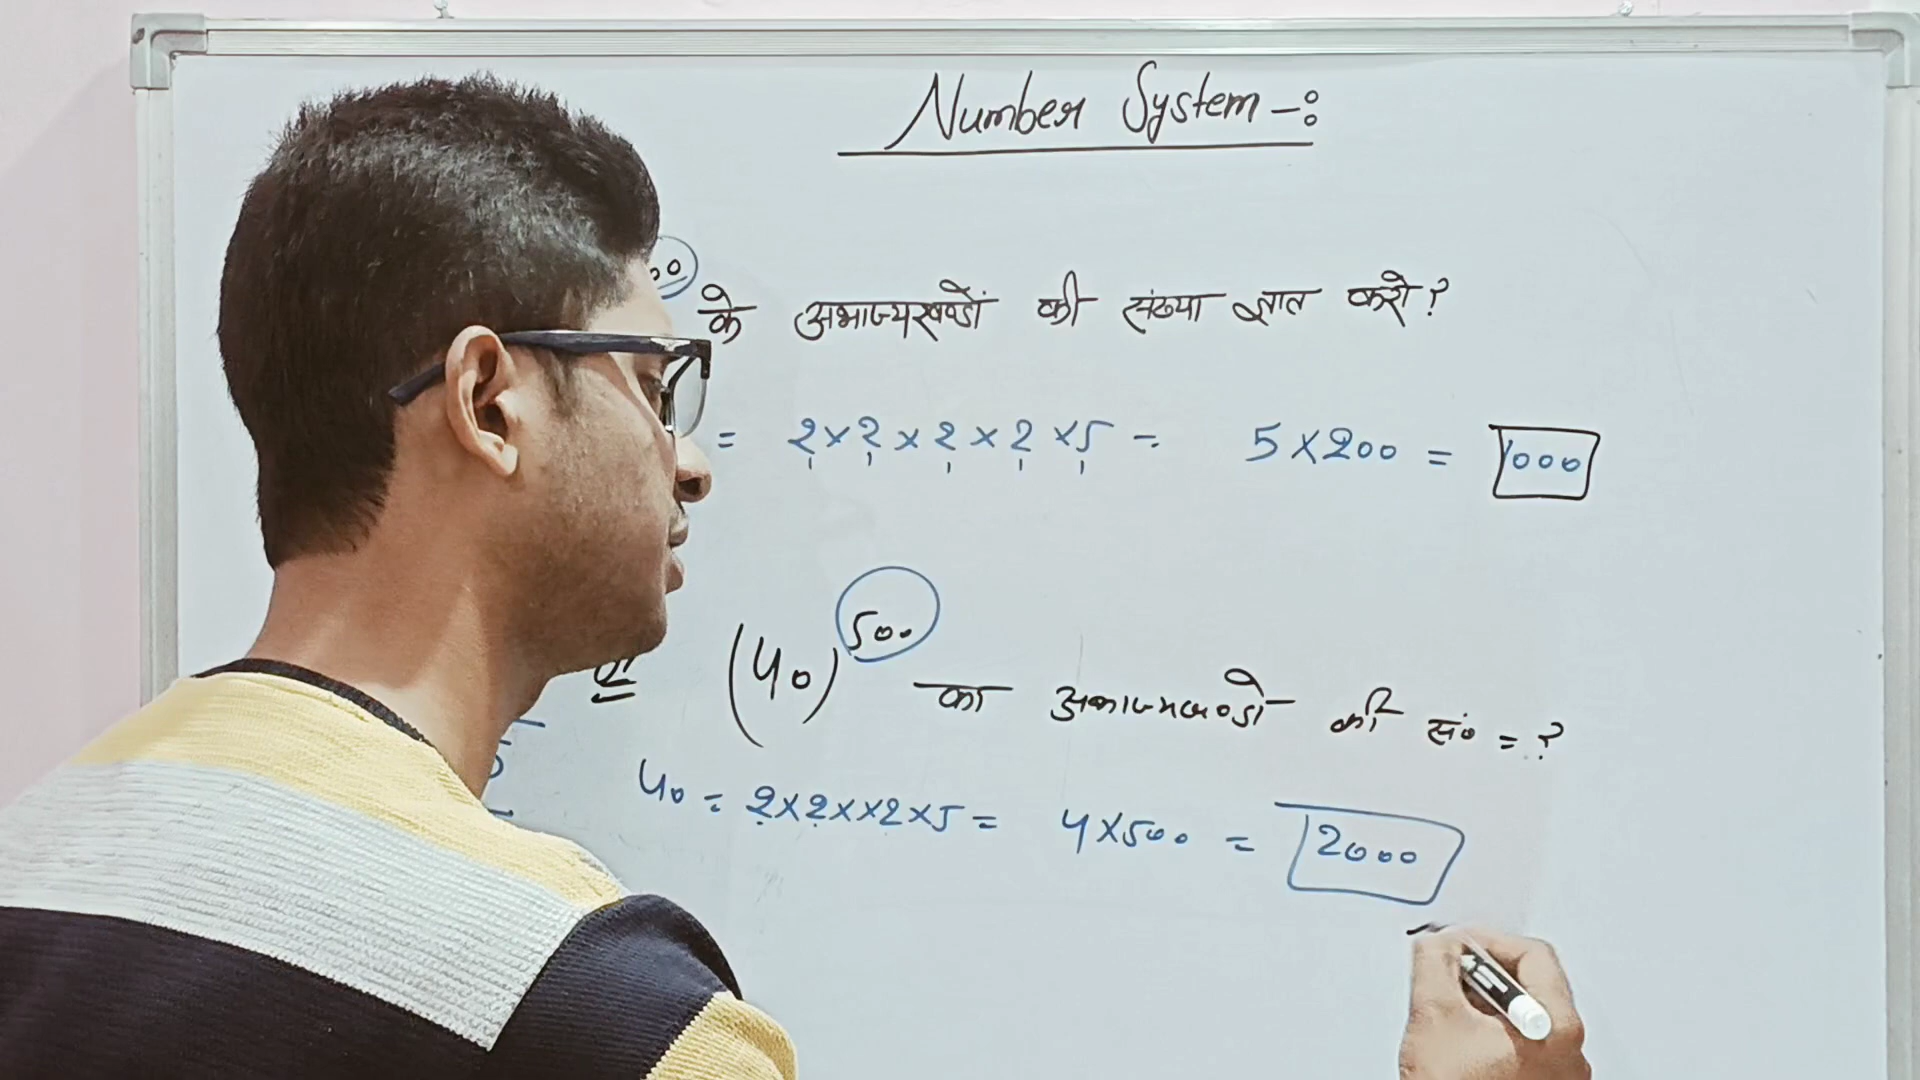 Number System -:
00 के अभाज्यखण्डों की संख्या ज्ञात करो ?
= 2 × 2 × 2 × 2 × 5 = 5 × 200 = 1000
(40)^500 का अभाज्यखण्डो की सं० = ?
40 = 2×2××2×5 = 4×500 = 2000